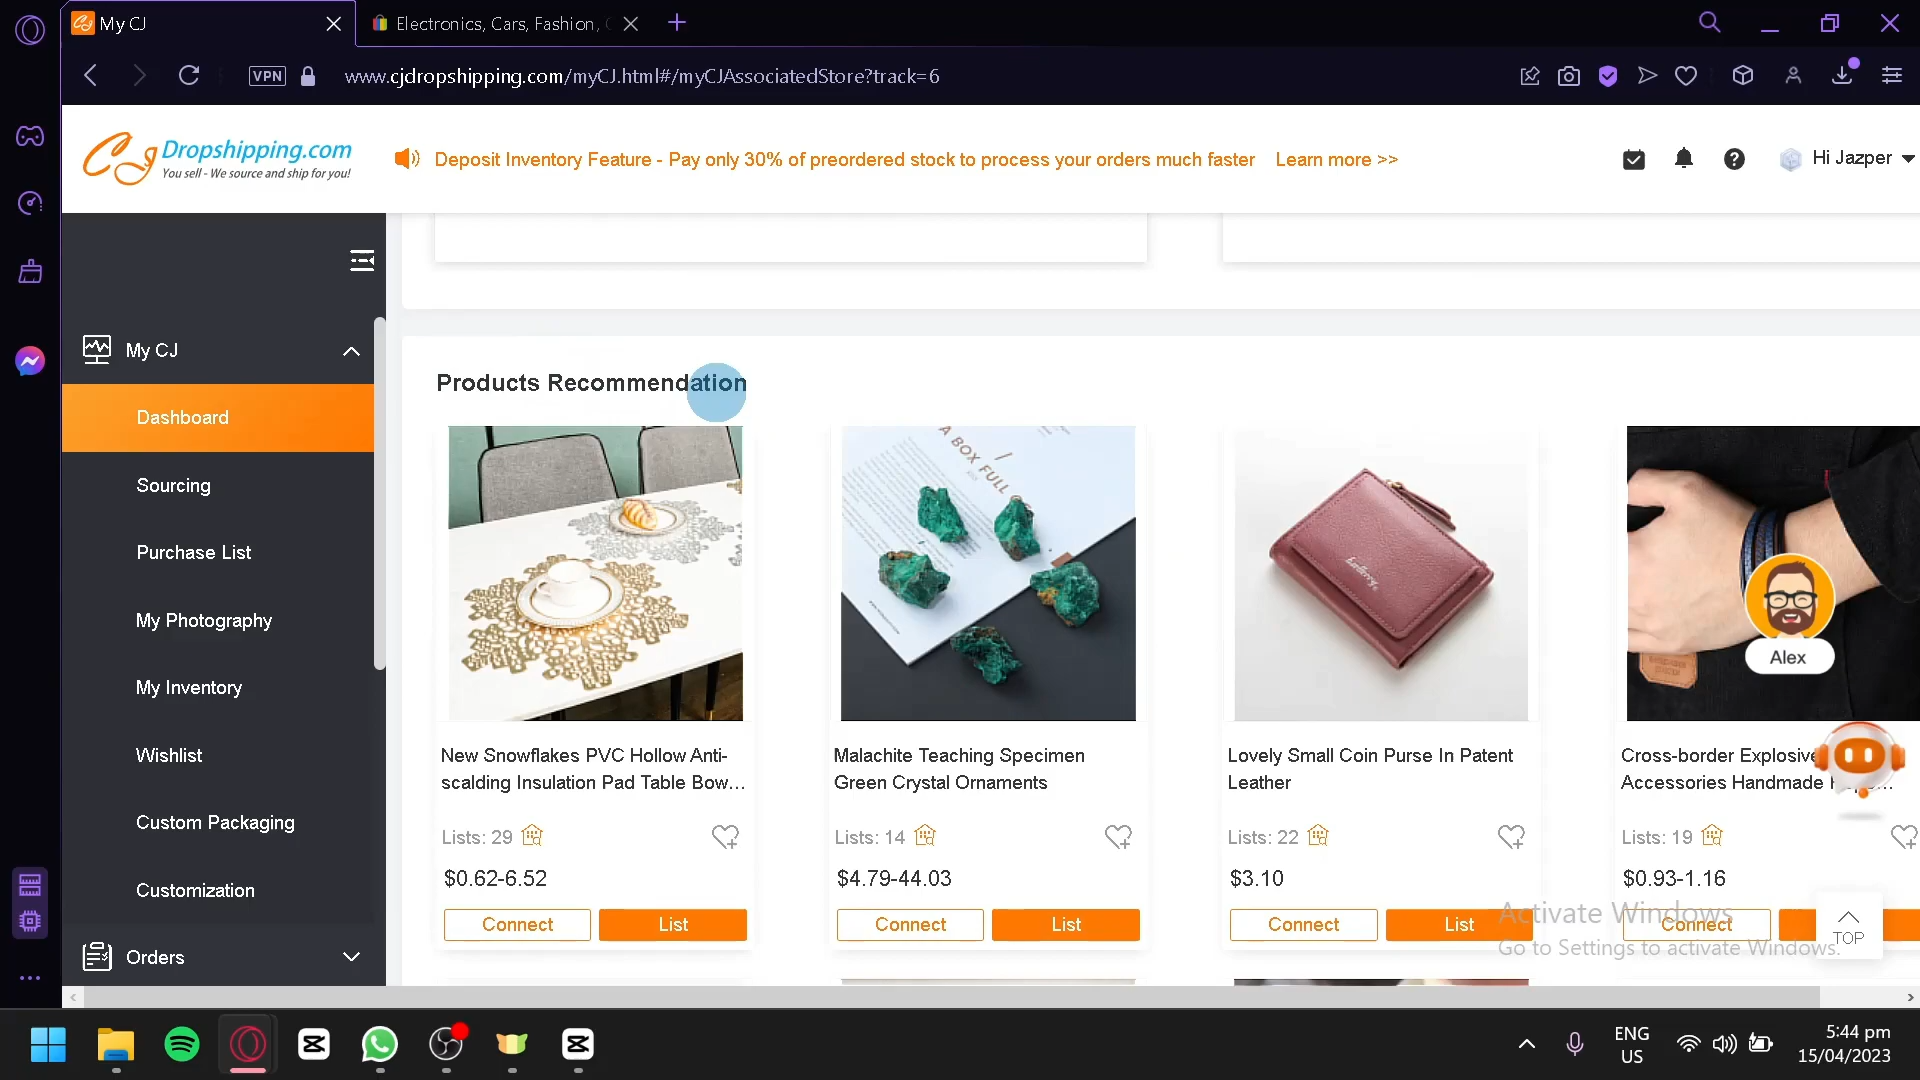 My CJ
Electronics, Cars, Fashion,
VPN
www.cjdropshipping.com/myCJ.html#/myCJAssociatedStore?track=6
CJ Dropshipping.com
You sell - We source and ship for you!
Deposit Inventory Feature - Pay only 30% of preordered stock to process your orders much faster Learn more >>
Hi Jazper
My CJ
Dashboard
Sourcing
Purchase List
My Photography
My Inventory
Wishlist
Custom Packaging
Customization
Orders
Products Recommendation
A BOX FULL
Alex
New Snowflakes PVC Hollow Anti-
scalding Insulation Pad Table Bow...
Lists: 29
$0.62-6.52
Connect
List
Malachite Teaching Specimen
Green Crystal Ornaments
Lists: 14
$4.79-44.03
Connect
List
Lovely Small Coin Purse In Patent
Leather
Lists: 22
$3.10
Connect
List
Cross-border Explosive
Accessories Handmade
Lists: 19
$0.93-1.16
Connect
TOP
Activate Windows
Go to Settings to activate Windows.
ENG
US
5:44 pm
15/04/2023